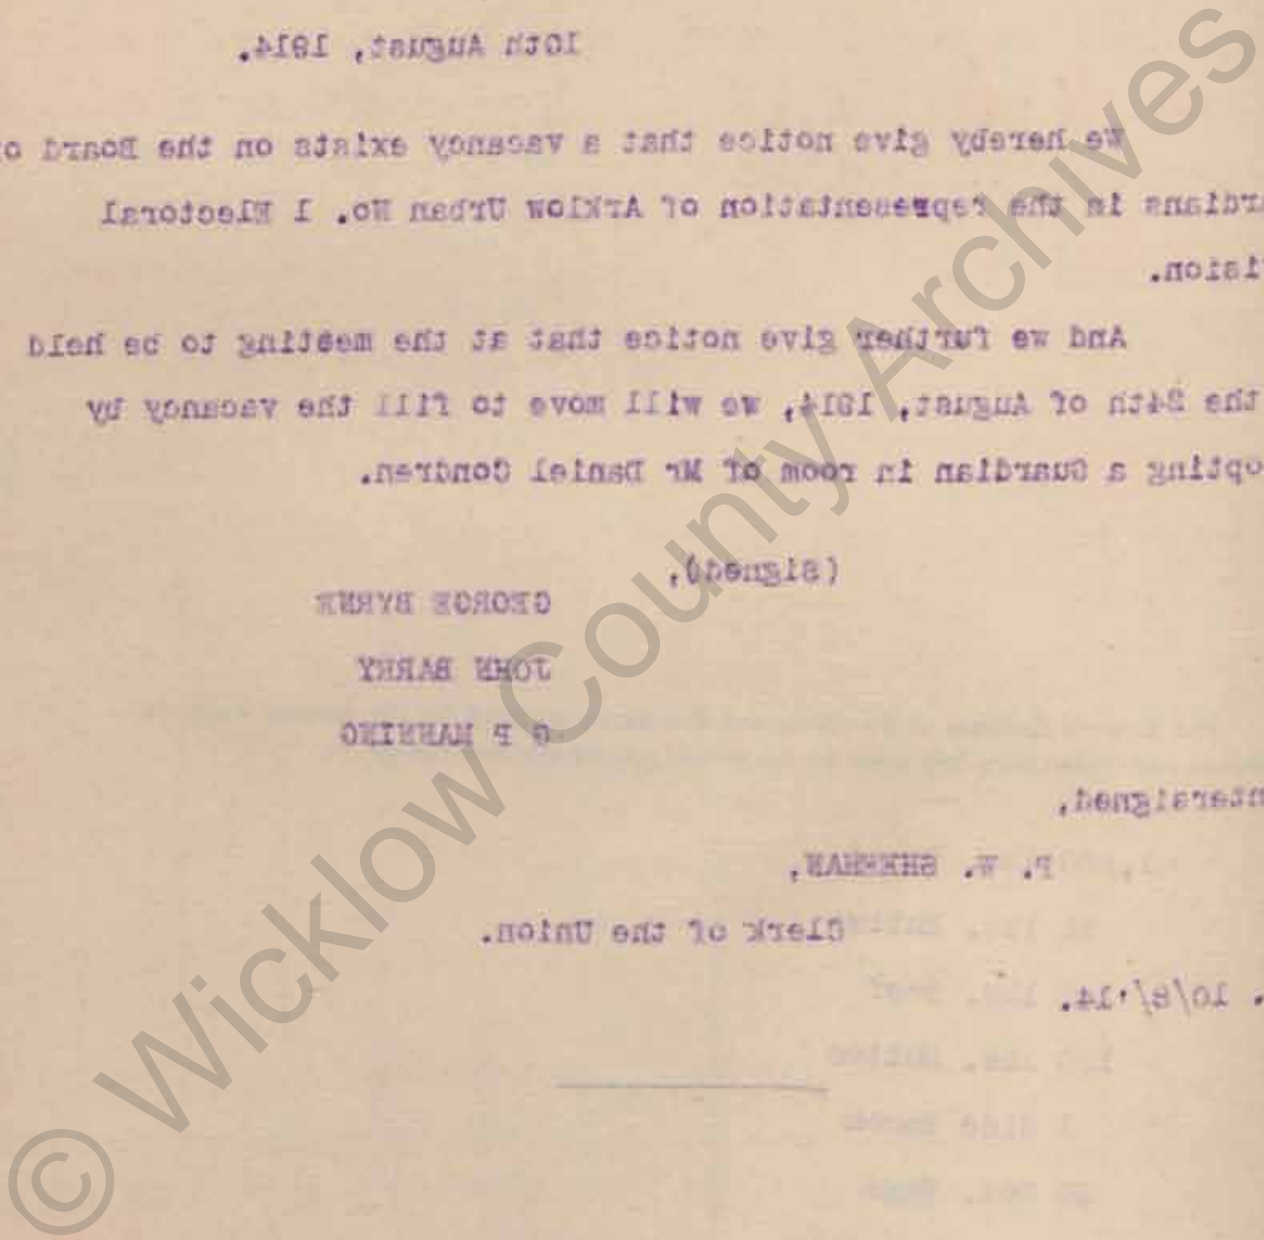 10th August, 1914.
We hereby give notice that a vacancy exists on the Board o
rdians in the representation of Arklow Urban No. 1 Electoral
ision.
And we further give notice that at the meeting to be held
the 24th of August, 1914, we will move to fill the vacancy by
opting a Guardian in room of Mr Daniel Condren.
(signed),
GEORGE BYRNE
JOHN BARRY
G P MANNING
ntersigned,
P. W. SHEEHAN,
Clerk of the Union.
. 10/8/'14.
© Wicklow County Archives